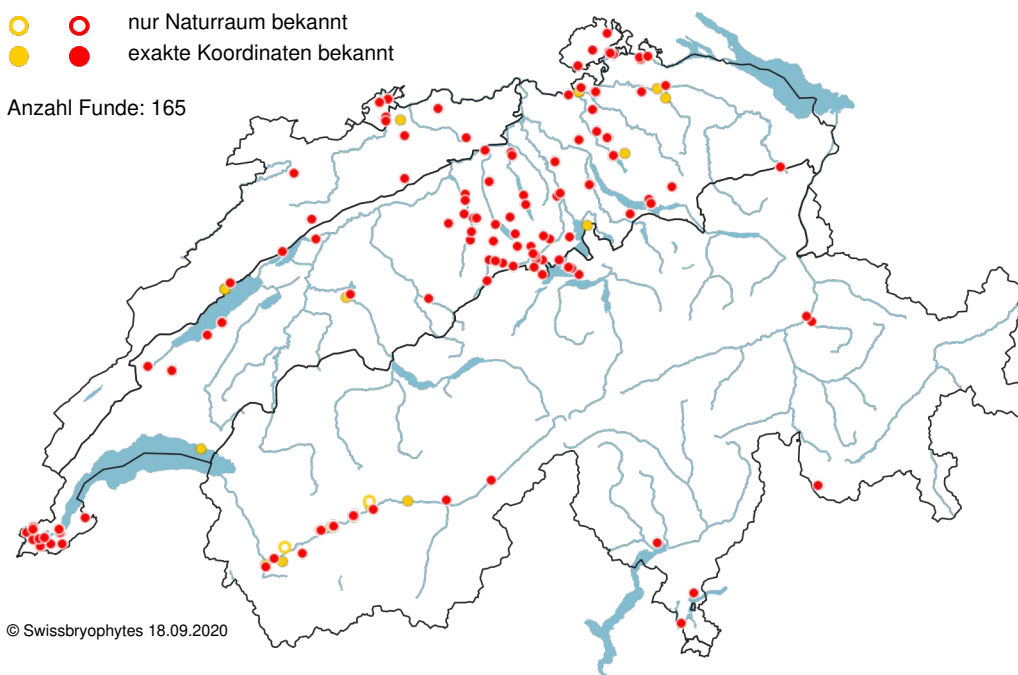 nur Naturraum bekannt
exakte Koordinaten bekannt
Anzahl Funde: 165
© Swissbryophytes 18.09.2020